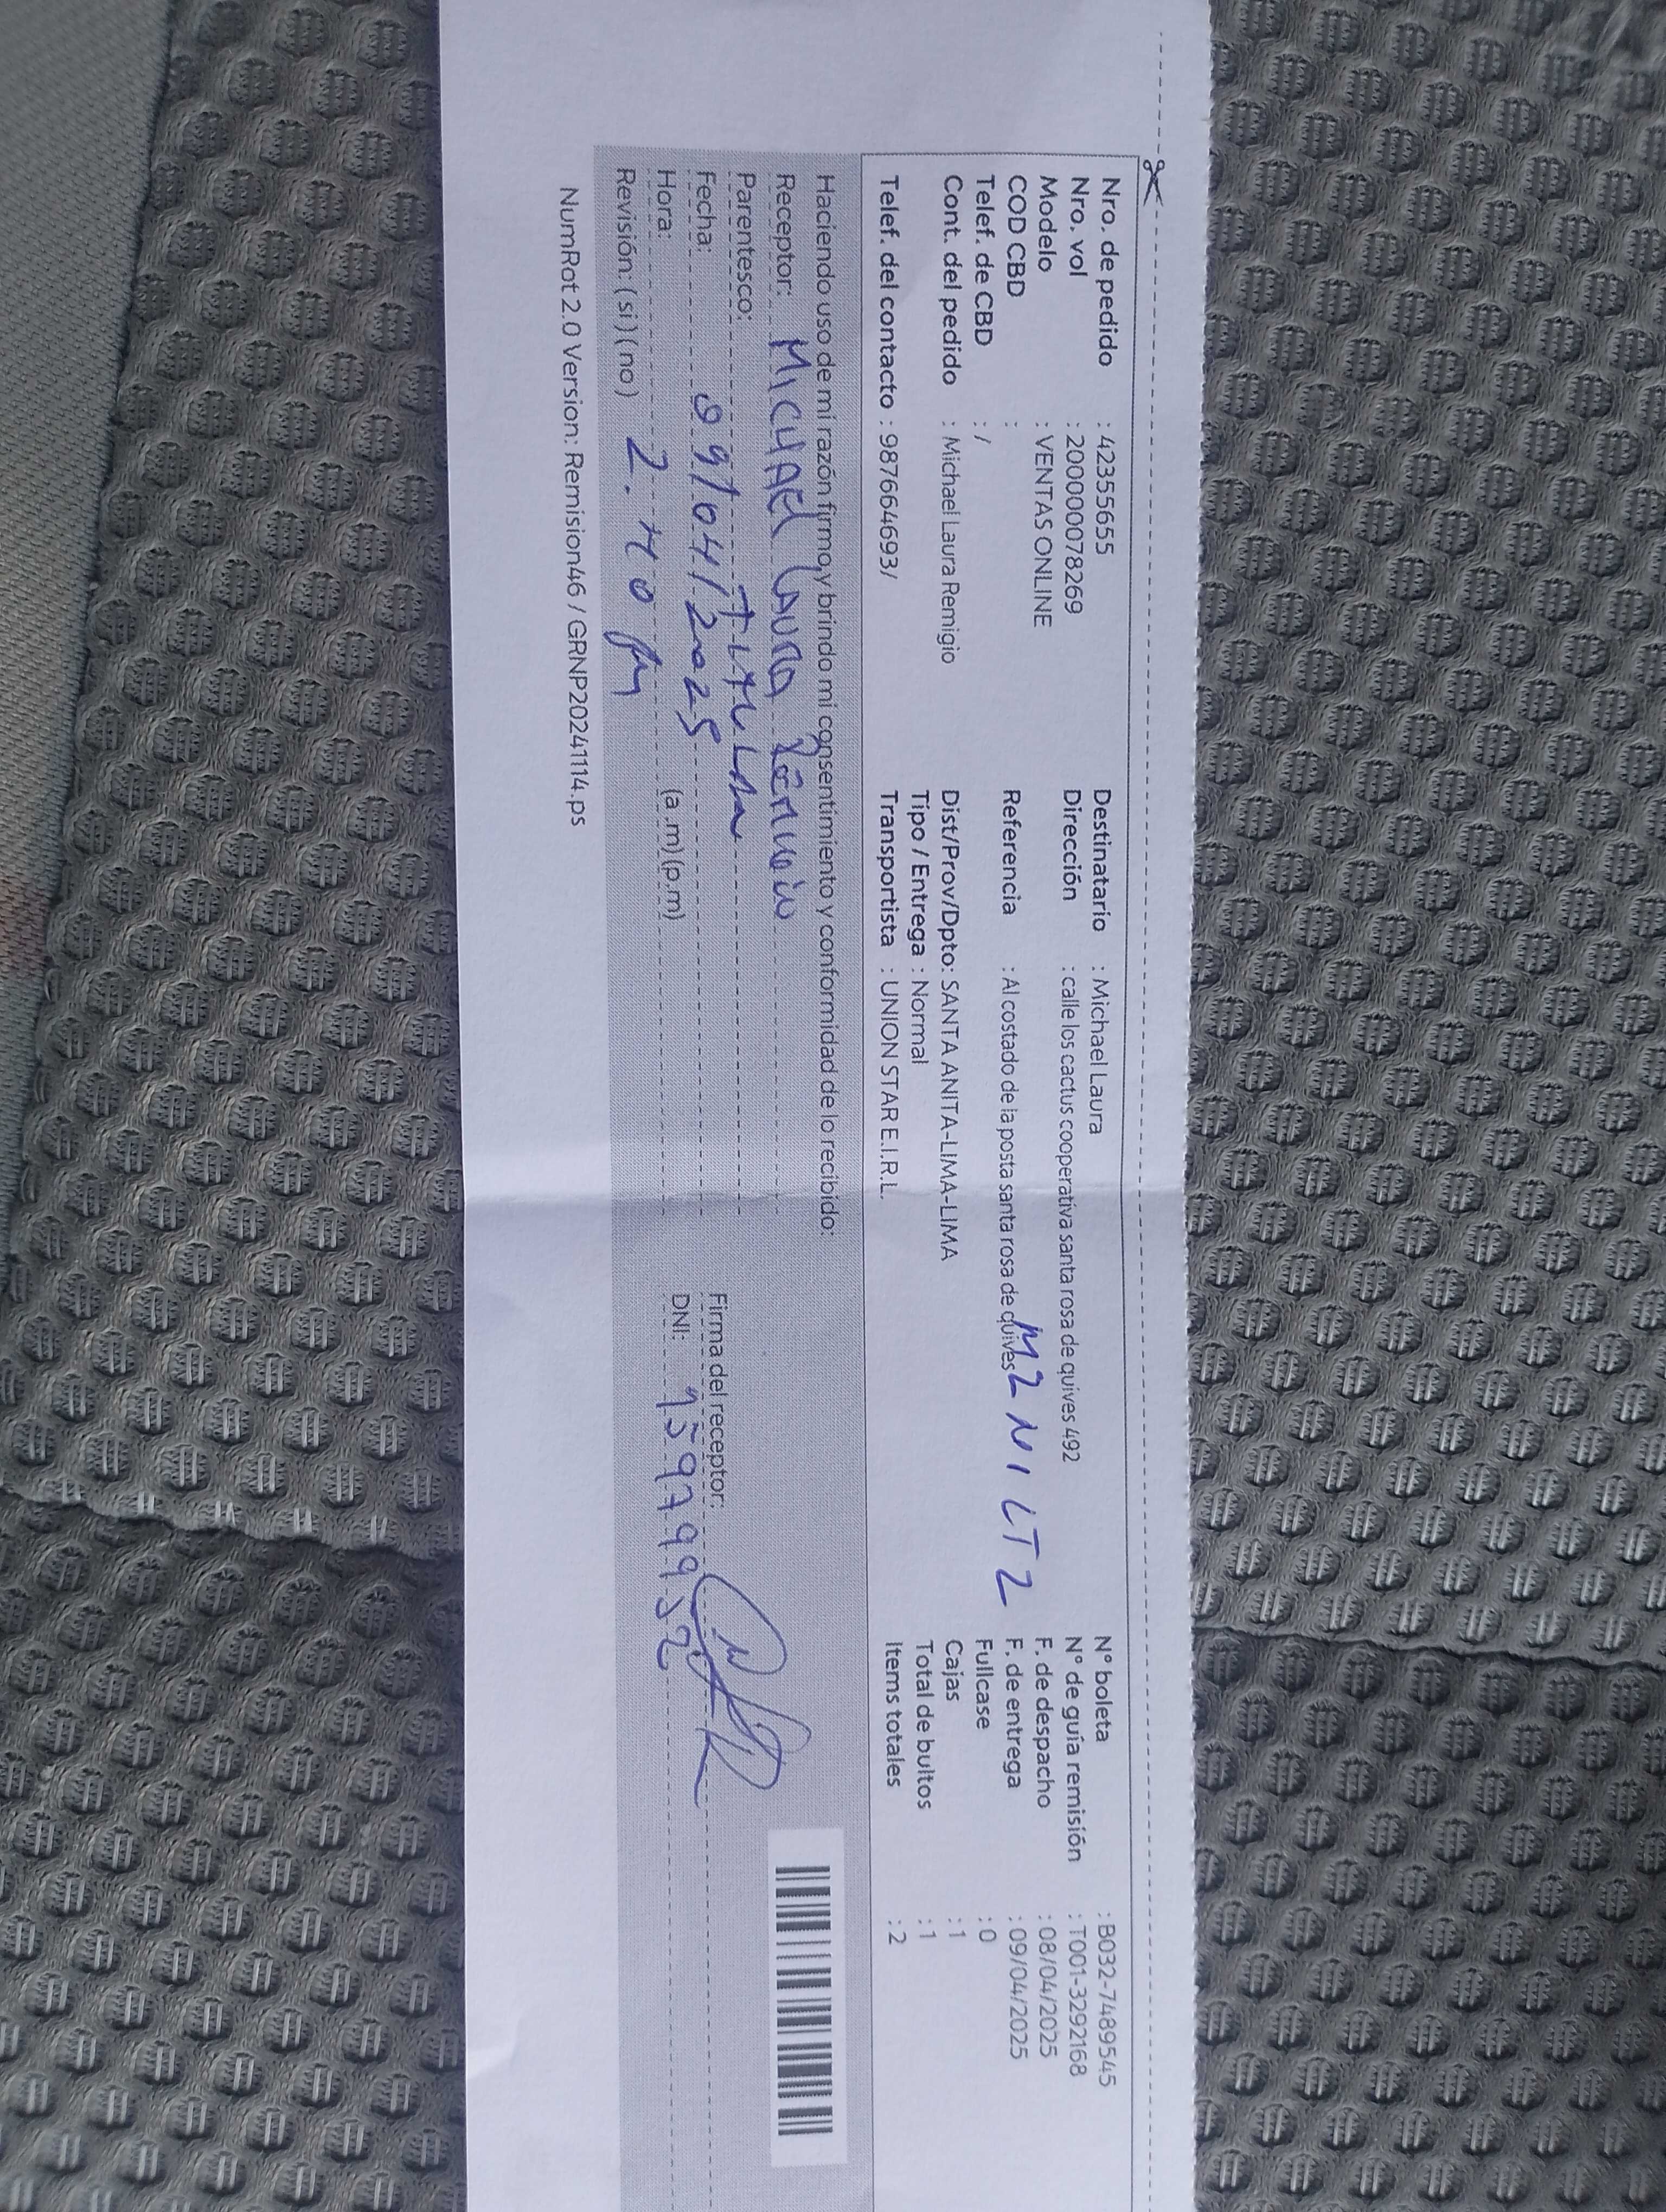 Nro. de pedido : 42355655
Nro. vol : 200000078269
Modelo : VENTAS ONLINE
COD CBD :
Telef. de CBD : /
Cont. del pedido : Michael Laura Remigio
Telef. del contacto : 987664693/
Destinatario : Michael Laura
Dirección : calle los cactus cooperativa santa rosa de quives 492
Referencia : Al costado de la posta santa rosa de quives
M2 N1 LT 2
Dist/Prov/Dpto: SANTA ANITA-LIMA-LIMA
Tipo / Entrega : Normal
Transportista : UNION STAR E.I.R.L.
N° boleta : B032-7489545
N° de guía remisión : T001-3292168
F. de despacho : 08/04/2025
F. de entrega : 09/04/2025
Fullcase : 0
Cajas : 1
Total de bultos : 1
Items totales : 2
Haciendo uso de mi razón firmo y brindo mi consentimiento y conformidad de lo recibido:
Receptor: MICHAEL LAURA Remigio
Parentesco: Titular
Fecha: 09/04/2025
Hora: (a.m)(p.m)
Revisión: (si)(no) 2.40 PM
Firma del receptor:
DNI:
NumRot 2.0 Version: Remision46 / GRNP20241114.ps